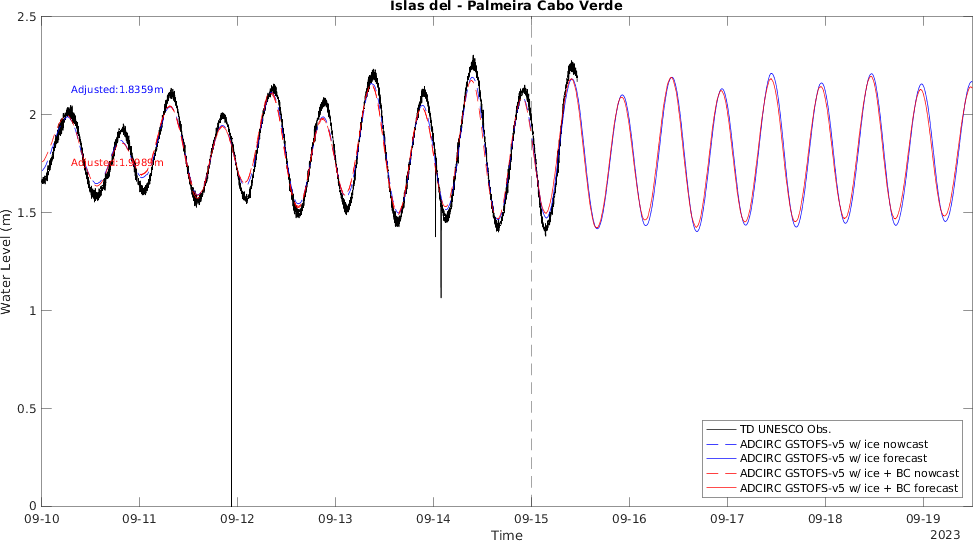 Islas del - Palmeira Cabo Verde
2.5
2
1.5
1
0.5
0
Water Level (m)
Adjusted:1.8359m
Adjusted:1.9989m
TD UNESCO Obs.
ADCIRC GSTOFS-v5 w/ ice nowcast
ADCIRC GSTOFS-v5 w/ ice forecast
ADCIRC GSTOFS-v5 w/ ice + BC nowcast
ADCIRC GSTOFS-v5 w/ ice + BC forecast
09-10 09-11 09-12 09-13 09-14 09-15 09-16 09-17 09-18 09-19
Time
2023